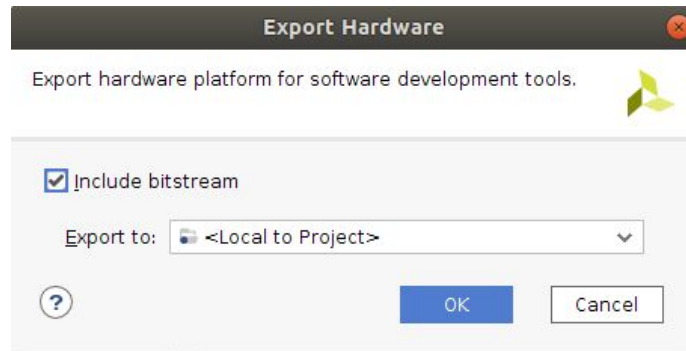 Export Hardware
Export hardware platform for software development tools.
Include bitstream
Export to: <Local to Project>
?
OK Cancel